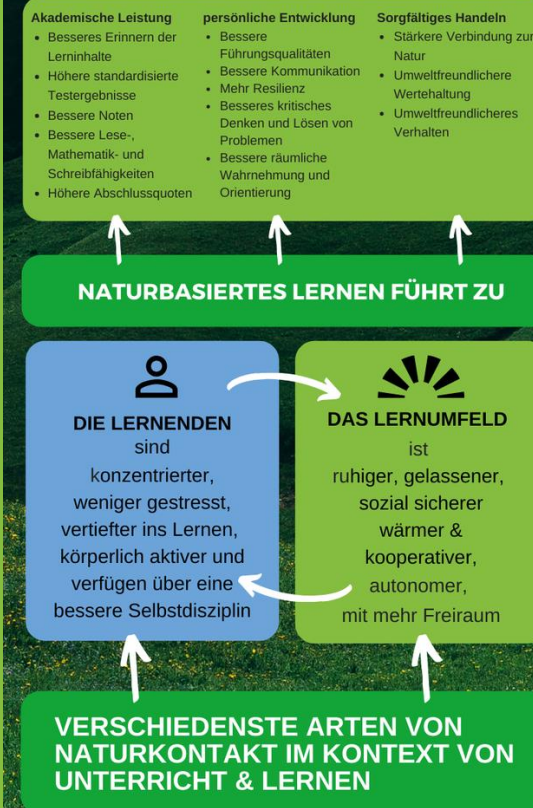 Akademische Leistung
• Besseres Erinnern der
Lerninhalte
• Höhere standardisierte
Testergebnisse
• Bessere Noten
• Bessere Lese-,
Mathematik- und
Schreibfähigkeiten
• Höhere Abschlussquoten
persönliche Entwicklung
• Bessere
Führungsqualitäten
• Bessere Kommunikation
• Mehr Resilienz
• Besseres kritisches
Denken und Lösen von
Problemen
• Bessere räumliche
Wahrnehmung und
Orientierung
Sorgfältiges Handeln
• Stärkere Verbindung zur
Natur
• Umweltfreundlichere
Wertehaltung
• Umweltfreundlicheres
Verhalten
NATURBASIERTES LERNEN FÜHRT ZU
DIE LERNENDEN
sind
konzentrierter,
weniger gestresst,
vertiefter ins Lernen,
körperlich aktiver und
verfügen über eine
bessere Selbstdisziplin
DAS LERNUMFELD
ist
ruhiger, gelassener,
sozial sicherer
wärmer &
kooperativer,
autonomer,
mit mehr Freiraum
VERSCHIEDENSTE ARTEN VON
NATURKONTAKT IM KONTEXT VON
UNTERRICHT & LERNEN